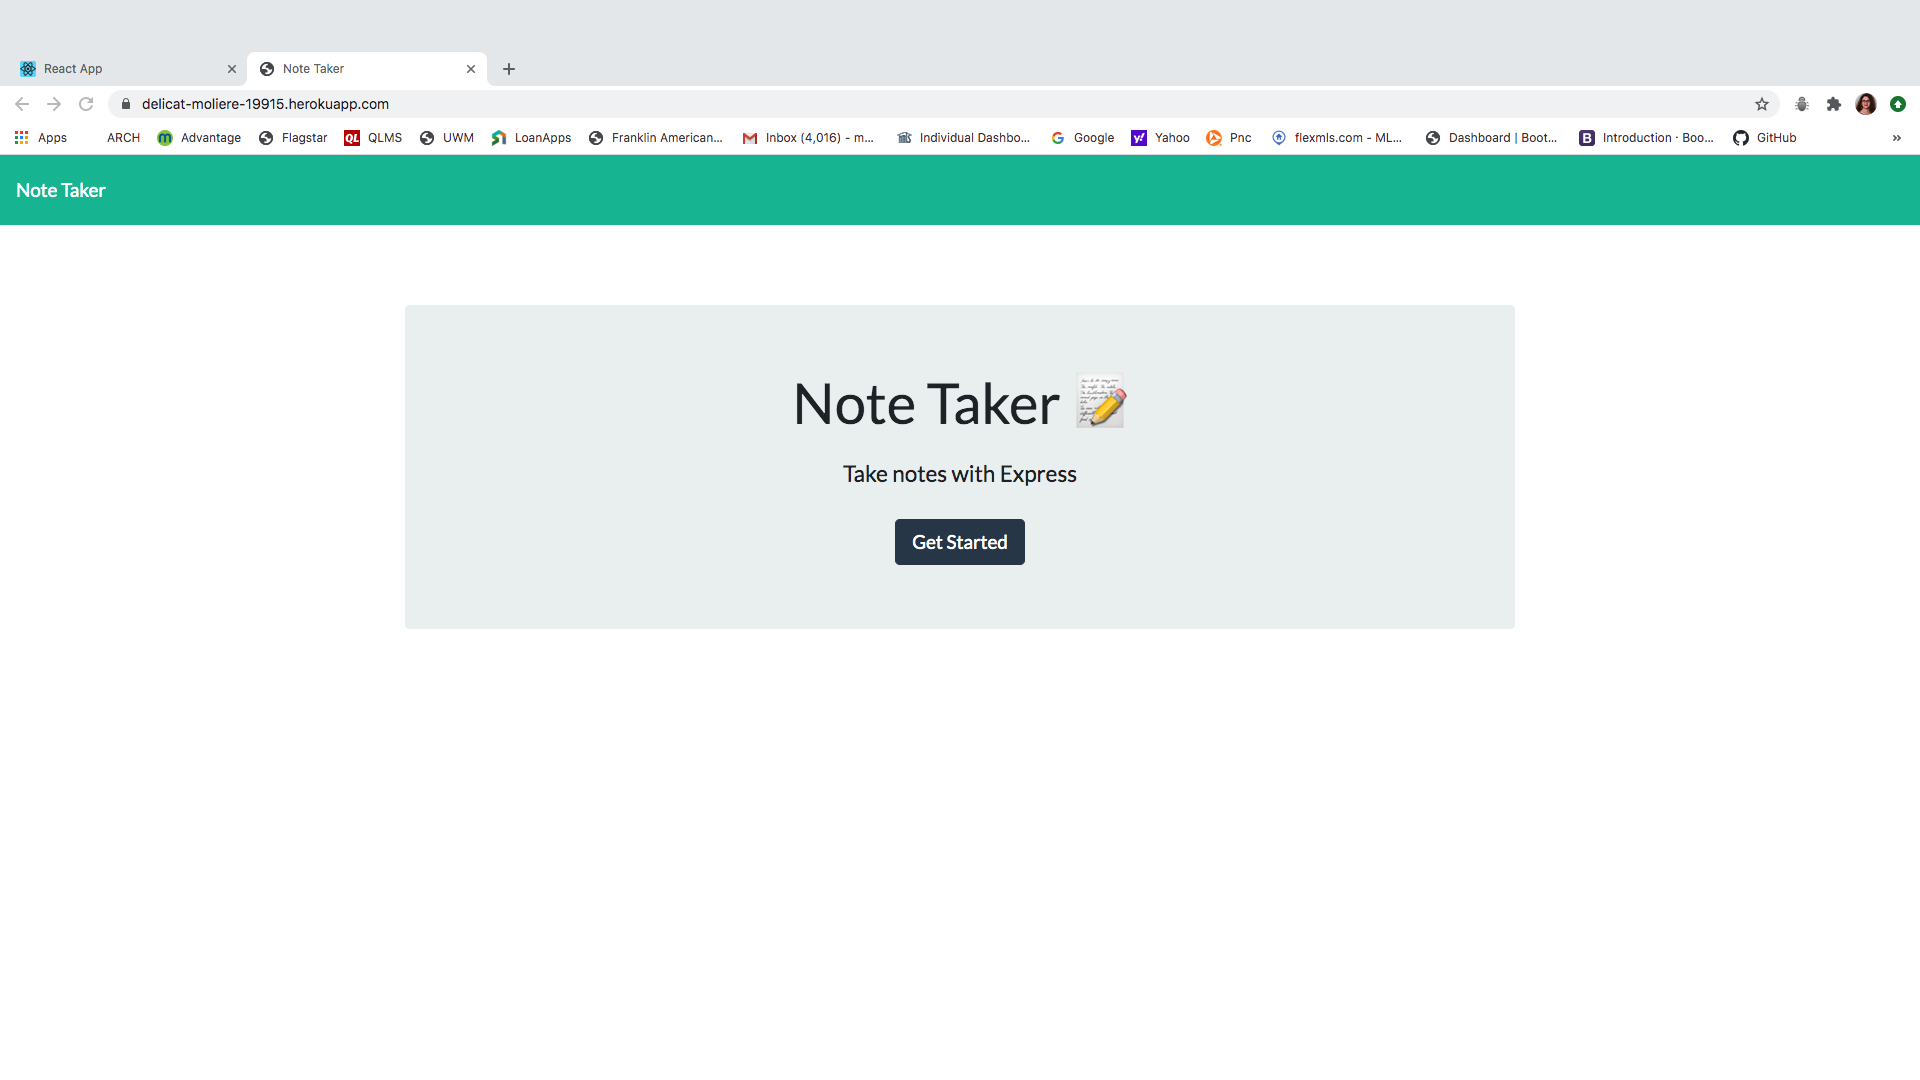 React App
Note Taker
delicat-moliere-19915.herokuapp.com
Apps ARCH Advantage Flagstar QL QLMS UWM LoanApps Franklin American... Inbox (4,016) - m... Individual Dashbo... Google Yahoo Pnc flexmls.com - ML... Dashboard | Boot... B Introduction · Boo... GitHub »
Note Taker
Note Taker
Take notes with Express
Get Started